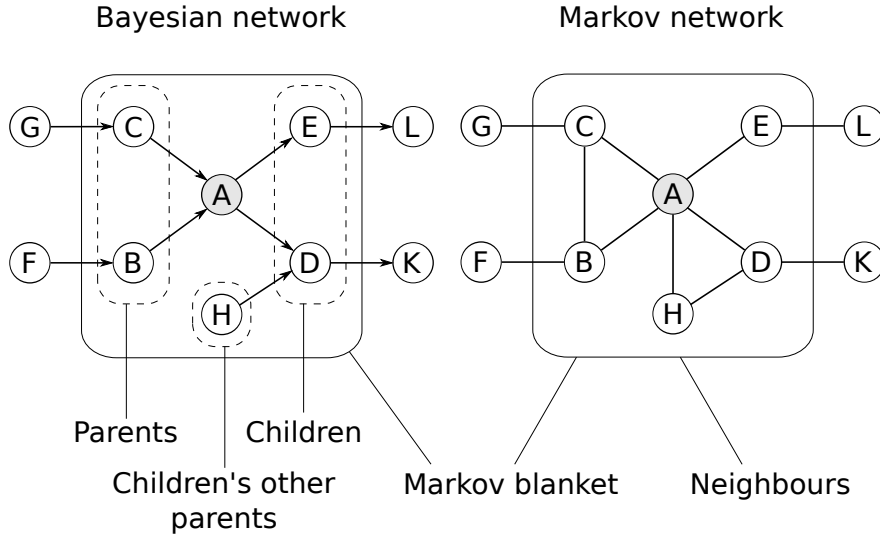 Bayesian network
Markov network
G
C
E
L
A
F
B
D
K
H
G
C
E
L
A
F
B
D
K
H
Parents
Children
Children's other
parents
Markov blanket
Neighbours